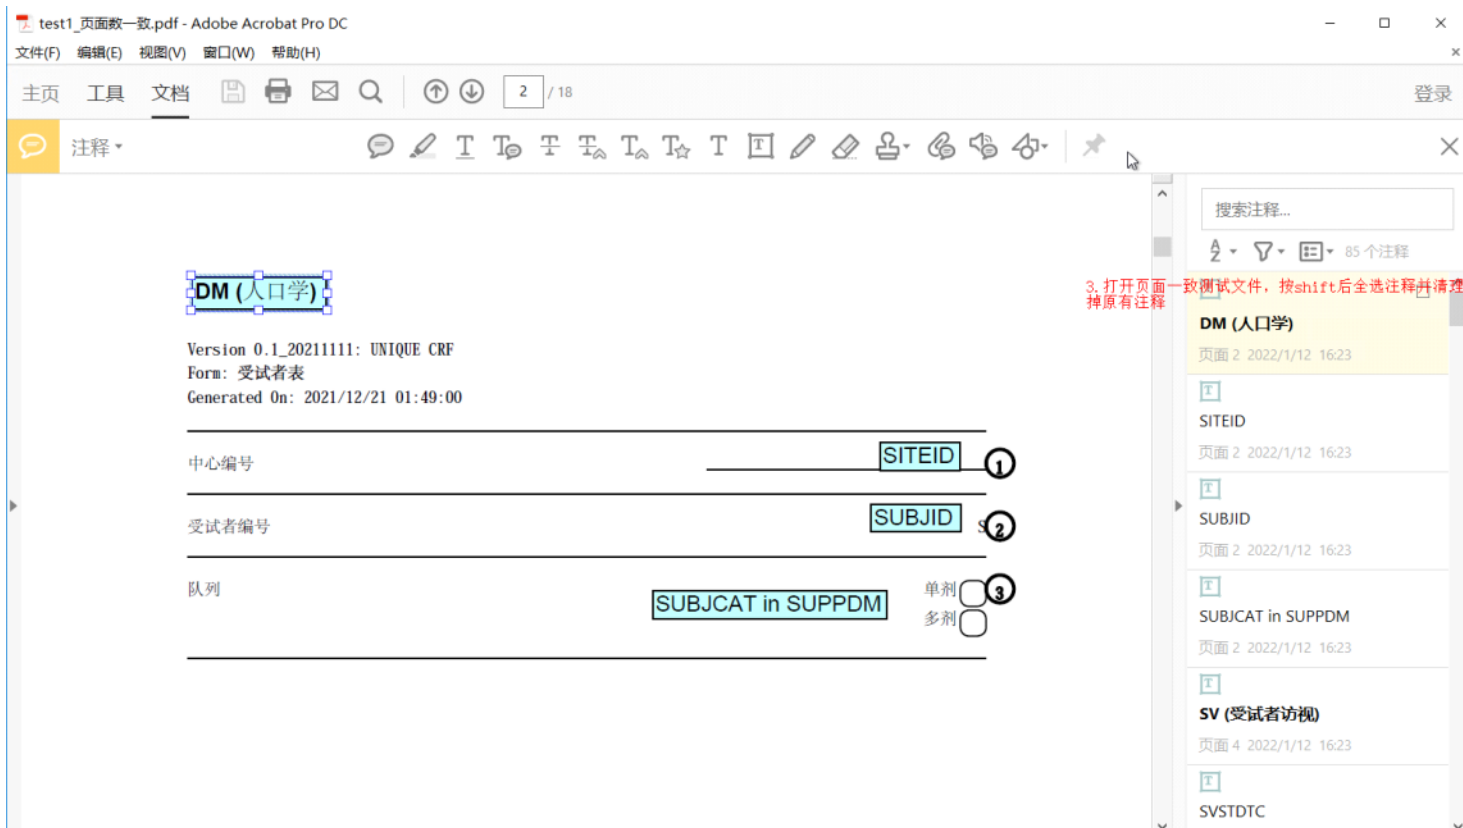 test1_页面数一致.pdf - Adobe Acrobat Pro DC
文件(F) 编辑(E) 视图(V) 窗口(W) 帮助(H)
主页 工具 文档 2 / 18 登录
注释
搜索注释...
85 个注释
3. 打开页面一致测试文件，按shift后全选注释并清理
掉原有注释
DM (人口学)
Version 0.1_20211111: UNIQUE CRF
Form: 受试者表
Generated On: 2021/12/21 01:49:00
中心编号 SITEID 1
受试者编号 SUBJID S 2
队列 SUBJCAT in SUPPDM 单剂 3
多剂
DM (人口学)
页面 2 2022/1/12 16:23
SITEID
页面 2 2022/1/12 16:23
SUBJID
页面 2 2022/1/12 16:23
SUBJCAT in SUPPDM
页面 2 2022/1/12 16:23
SV (受试者访视)
页面 4 2022/1/12 16:23
SVSTDTC